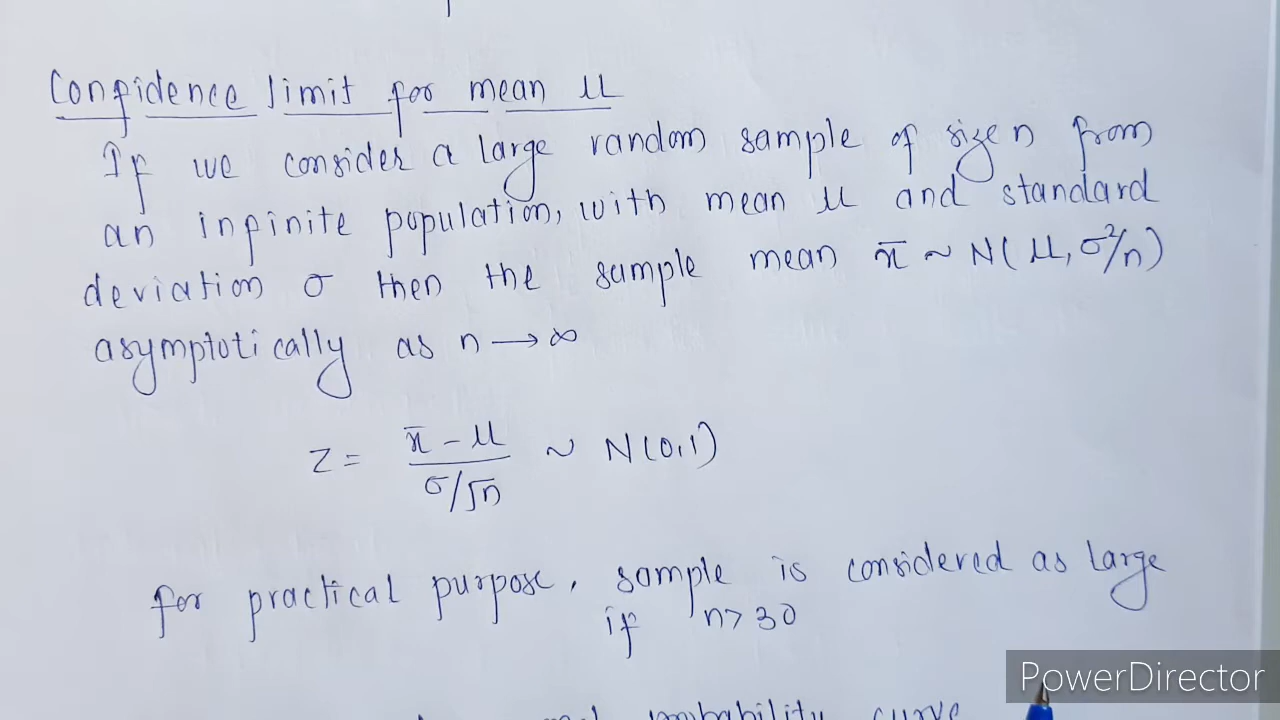 Confidence limit for mean μ
If we consider a large random sample of size n from
an infinite population, with mean μ and standard
deviation σ then the sample mean x̄ ~ N(μ, σ²/n)
asymptotically as n → ∞
Z = (x̄ - μ)/(σ/√n) ~ N(0,1)
for practical purpose, sample is considered as large
if n > 30
probability curve
PowerDirector